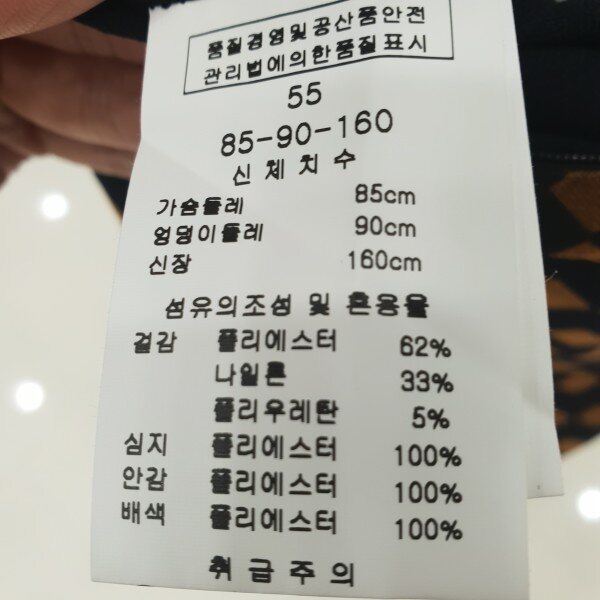 품질경영및공산품안전
관리법에의한품질표시
55
85-90-160
신체치수
가슴둘레 85cm
엉덩이둘레 90cm
신장 160cm
섬유의조성 및 혼용율
겉감 폴리에스터 62%
나일론 33%
폴리우레탄 5%
심지 폴리에스터 100%
안감 폴리에스터 100%
배색 폴리에스터 100%
취급주의